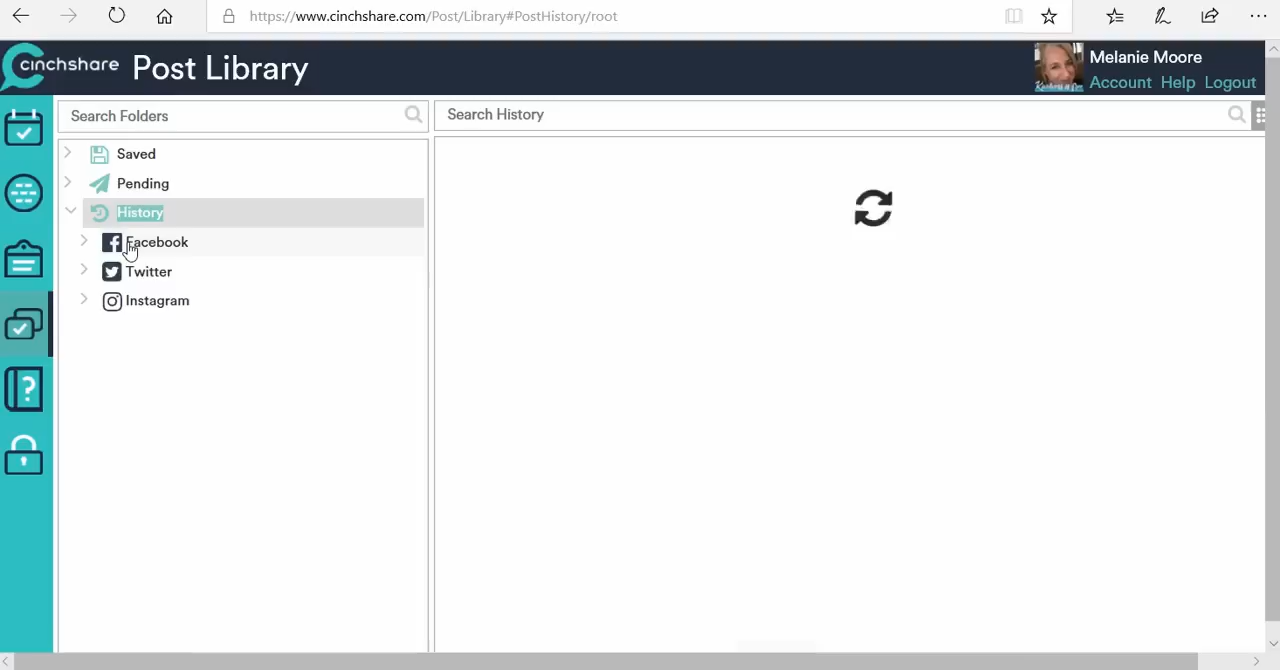 https://www.cinchshare.com/Post/Library#PostHistory/root
cinchshare Post Library
Melanie Moore
Account Help Logout
Search Folders
Search History
Saved
Pending
History
Facebook
Twitter
Instagram